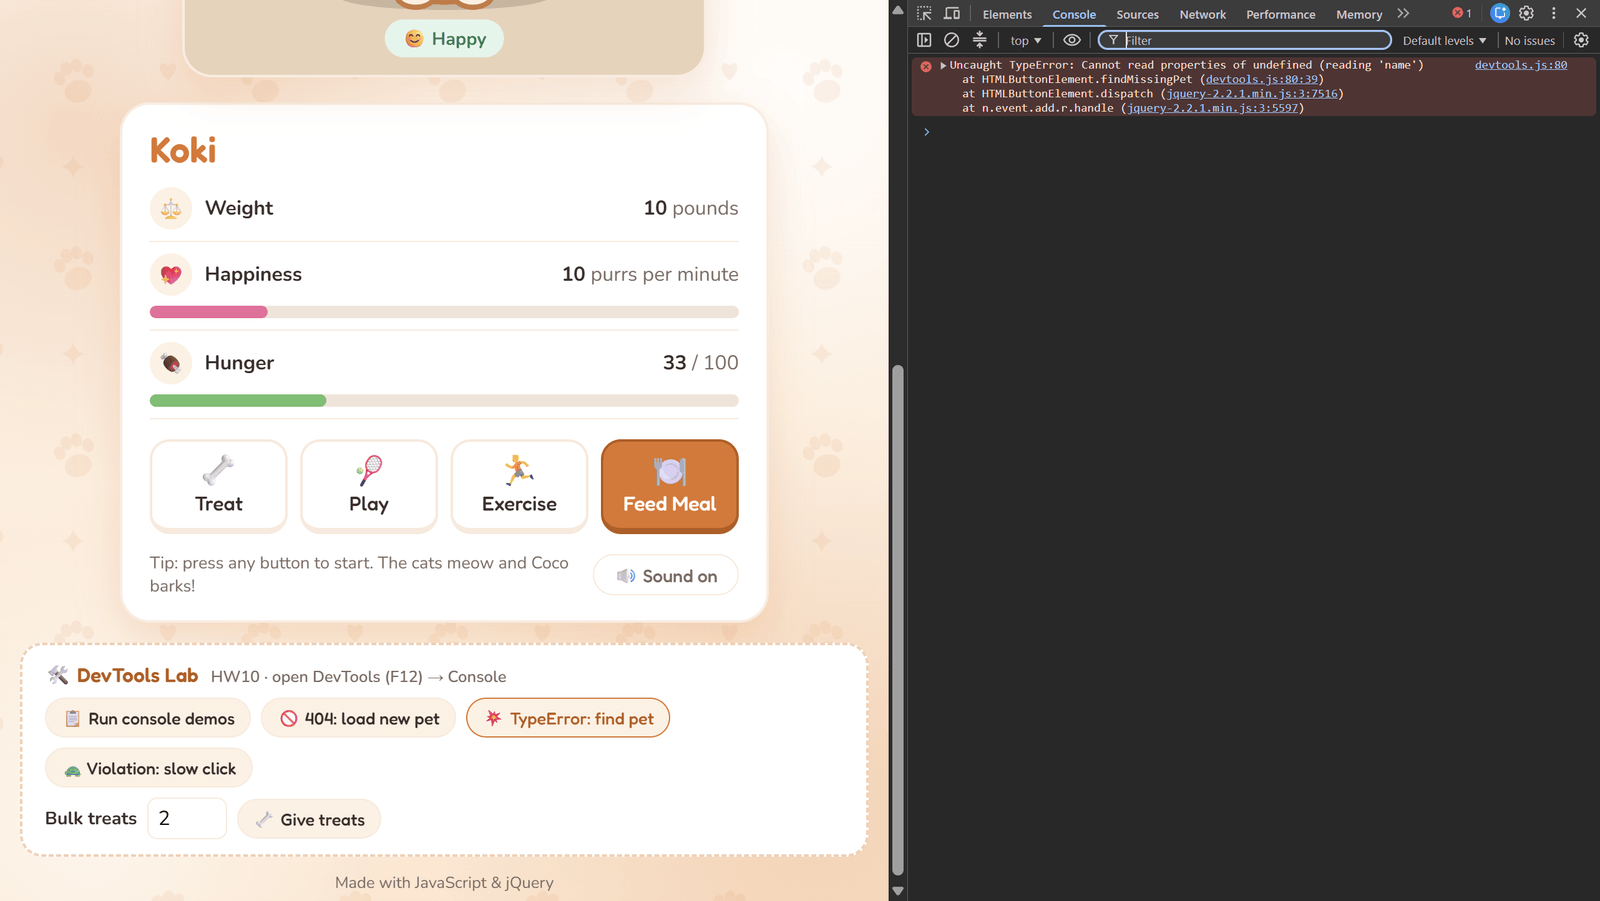 Happy
Koki
Weight 10 pounds
Happiness 10 purrs per minute
Hunger 33 / 100
Treat Play Exercise Feed Meal
Tip: press any button to start. The cats meow and Coco
barks!
Sound on
DevTools Lab HW10 · open DevTools (F12) → Console
Run console demos 404: load new pet TypeError: find pet
Violation: slow click
Bulk treats 2 Give treats
Made with JavaScript & jQuery
Elements Console Sources Network Performance Memory 1
top Filter Default levels No issues
Uncaught TypeError: Cannot read properties of undefined (reading 'name') devtools.js:80
at HTMLButtonElement.findMissingPet (devtools.js:80:39)
at HTMLButtonElement.dispatch (jquery-2.2.1.min.js:3:7516)
at n.event.add.r.handle (jquery-2.2.1.min.js:3:5597)